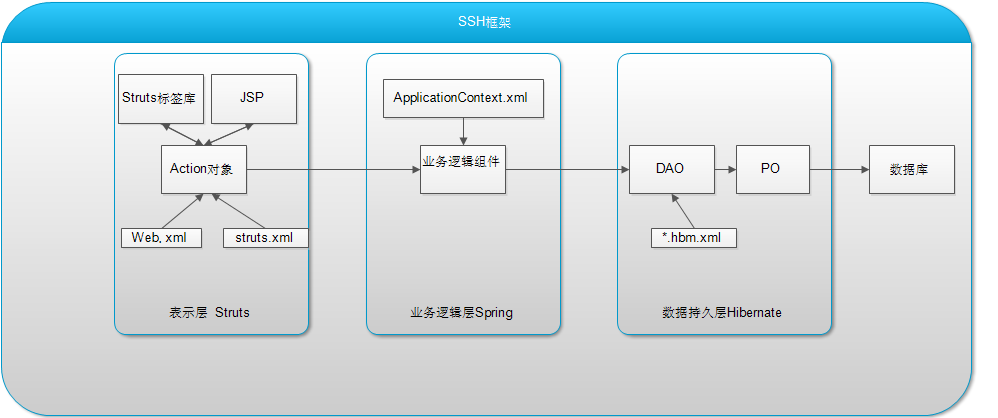 SSH框架
Struts标签库
JSP
Action对象
Web, xml
struts.xml
表示层 Struts
ApplicationContext.xml
业务逻辑组件
业务逻辑层Spring
DAO
PO
*.hbm.xml
数据持久层Hibernate
数据库